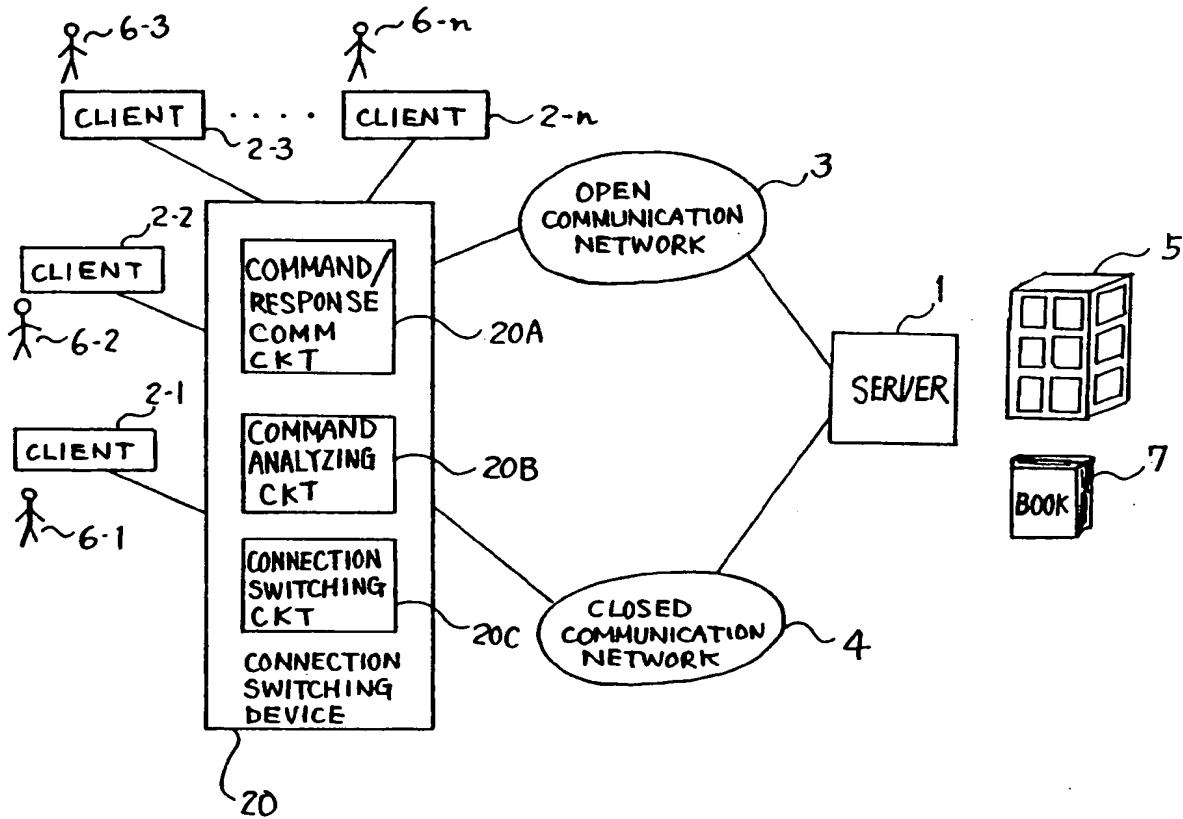 6-3
6-n
CLIENT
. . . .
CLIENT
2-3
2-n
2-2
CLIENT
6-2
2-1
CLIENT
6-1
COMMAND/
RESPONSE
COMM
CKT
20A
COMMAND
ANALYZING
CKT
20B
CONNECTION
SWITCHING
CKT
20C
CONNECTION
SWITCHING
DEVICE
20
OPEN
COMMUNICATION
NETWORK
3
CLOSED
COMMUNICATION
NETWORK
4
1
SERVER
5
7
BOOK